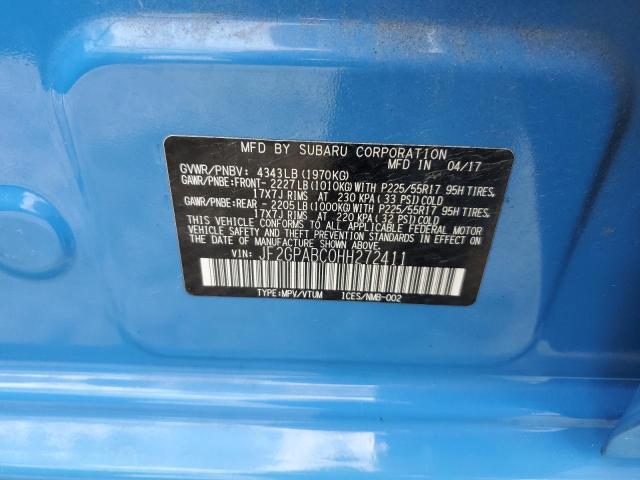 MFD BY SUBARU CORPORATION
MFD IN 04/17
GVWR/PNBV: 4343LB (1970KG)
GAWR/PNBE:FRONT- 2227LB (1010KG) WITH P225/55R17 95H TIRES,
17X7J RIMS AT 230 KPA (33 PSI) COLD
GAWR/PNBE:REAR - 2205LB (1000KG) WITH P225/55R17 95H TIRES,
17X7J RIMS AT 220 KPA (32 PSI) COLD
THIS VEHICLE CONFORMS TO ALL APPLICABLE FEDERAL MOTOR
VEHICLE SAFETY AND THEFT PREVENTION STANDARDS IN EFFECT
ON THE DATE OF MANUFACTURE SHOWN ABOVE.
VIN: JF2GPABC0HH272411
TYPE:MPV/VTUM ICES/NMB-002